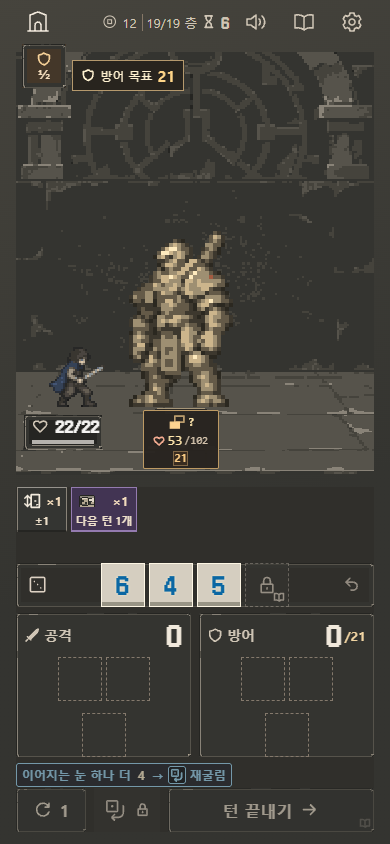 12 19/19 층 6
½
방어 목표 21
22/22
?
53/102
21
×1
±1
×1
다음 턴 1개
6 4 5
공격 0
방어 0/21
이어지는 눈 하나 더 4 → 재굴림
1
턴 끝내기 →